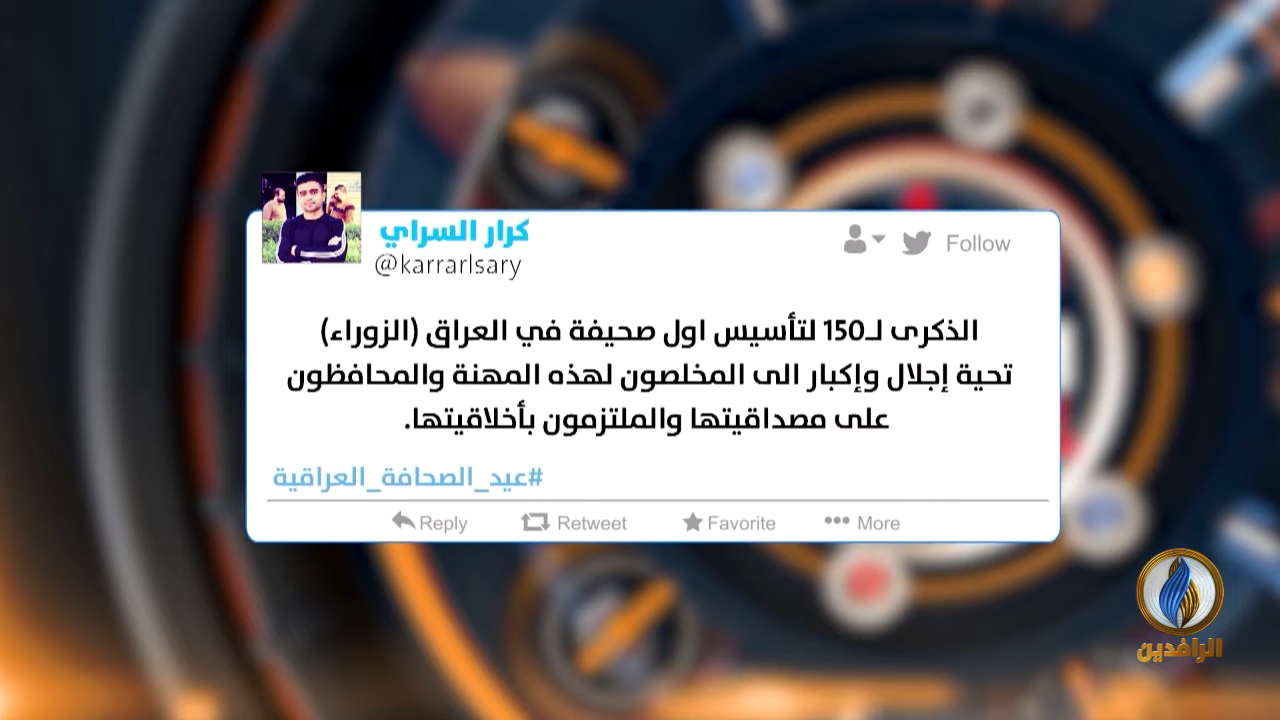 كرار السراي
@karrarlsary
Follow
الذكرى لـ150 لتأسيس اول صحيفة في العراق (الزوراء)
تحية إجلال وإكبار الى المخلصون لهذه المهنة والمحافظون
على مصداقيتها والملتزمون بأخلاقيتها.
#عيد_الصحافة_العراقية
Reply Retweet Favorite More
الرافدين